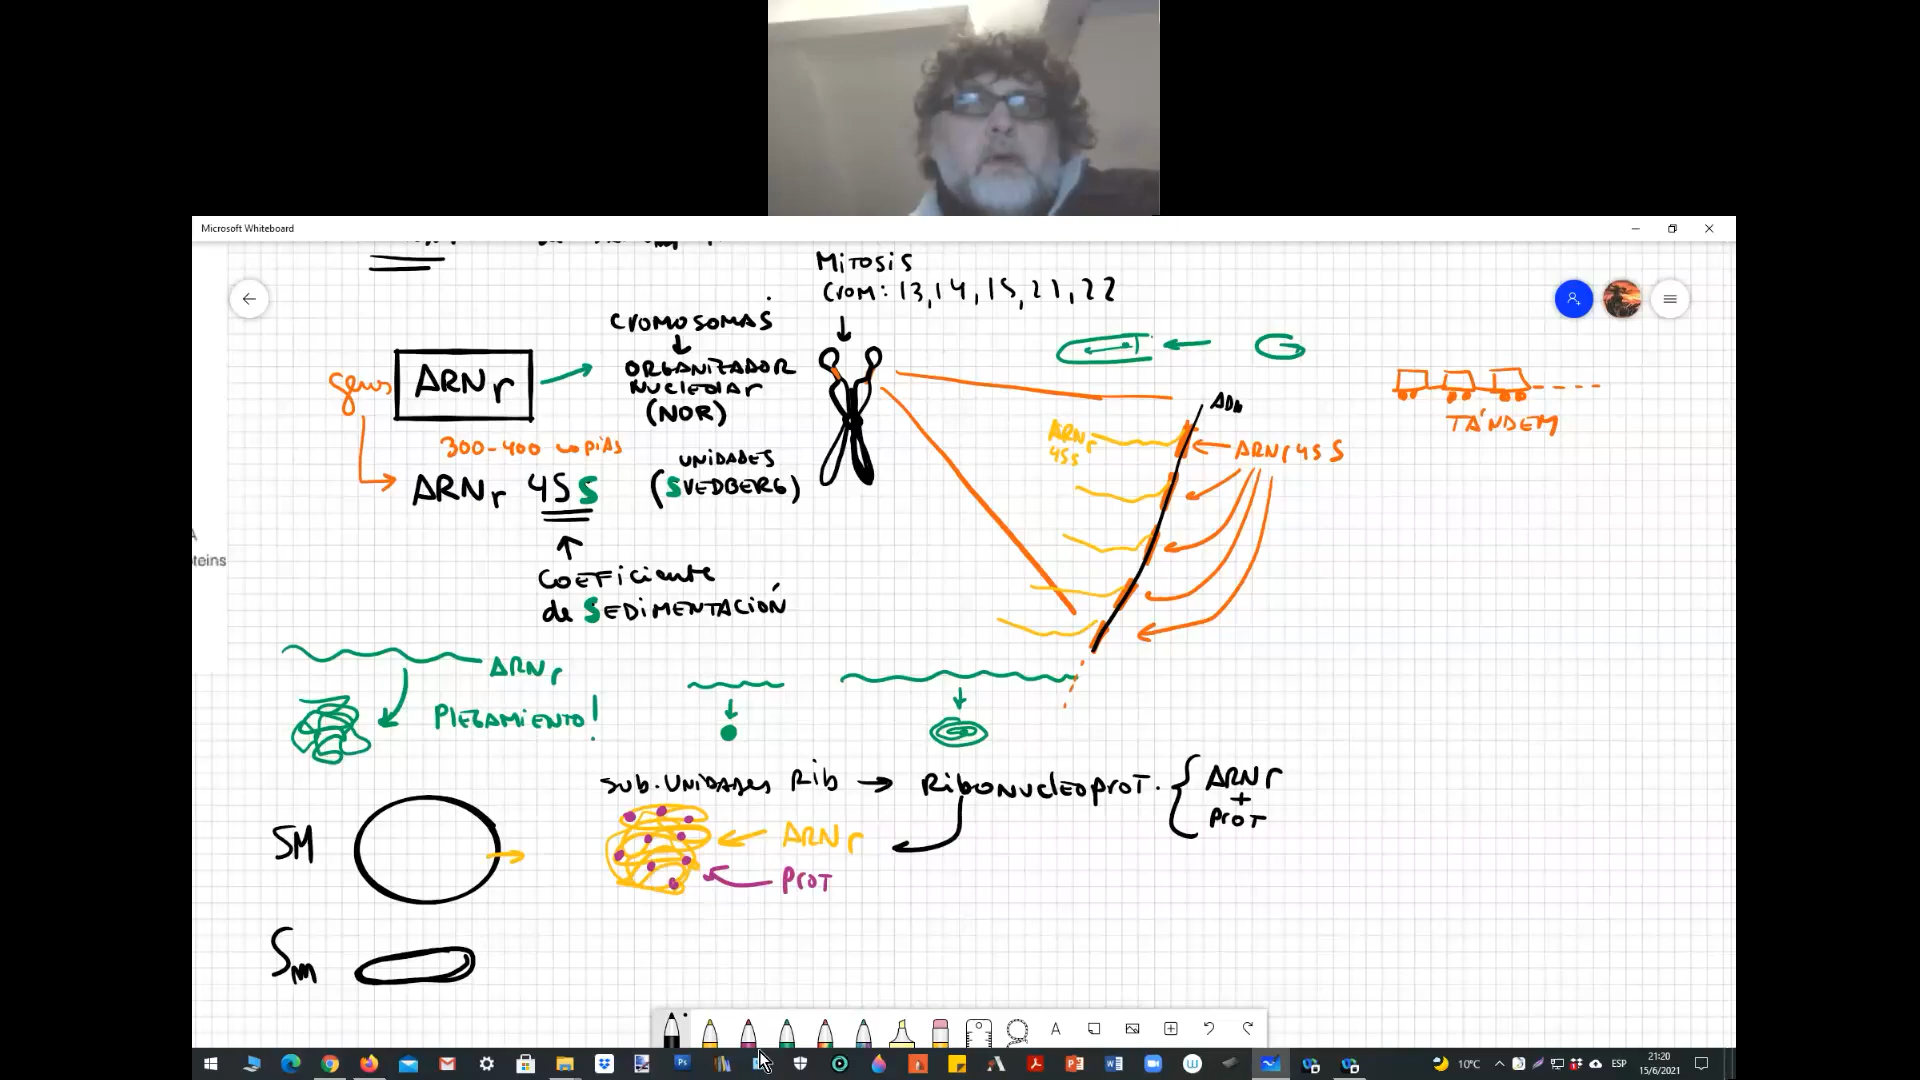 Microsoft Whiteboard
MITOSIS
CROM: 13, 14, 15, 21, 22
CROMOSOMAS
ORGANIZADOR
NUCLEOLAR
(NOR)
genes
ARNr
300-400 copias
ARNr 45S
UNIDADES
(SVEDBERG)
COEFICIENTE
de SEDIMENTACIÓN
ADN
ARNr
45S
ARNr 45S
TÁNDEM
teins
ARNr
PLEGAMIENTO!
SUB.UNIDADES Rib → RibonucleoproT. { ARNr
+
ProT
SM
ARNr
ProT
Sm
10°C
ESP
21:20
15/6/2021